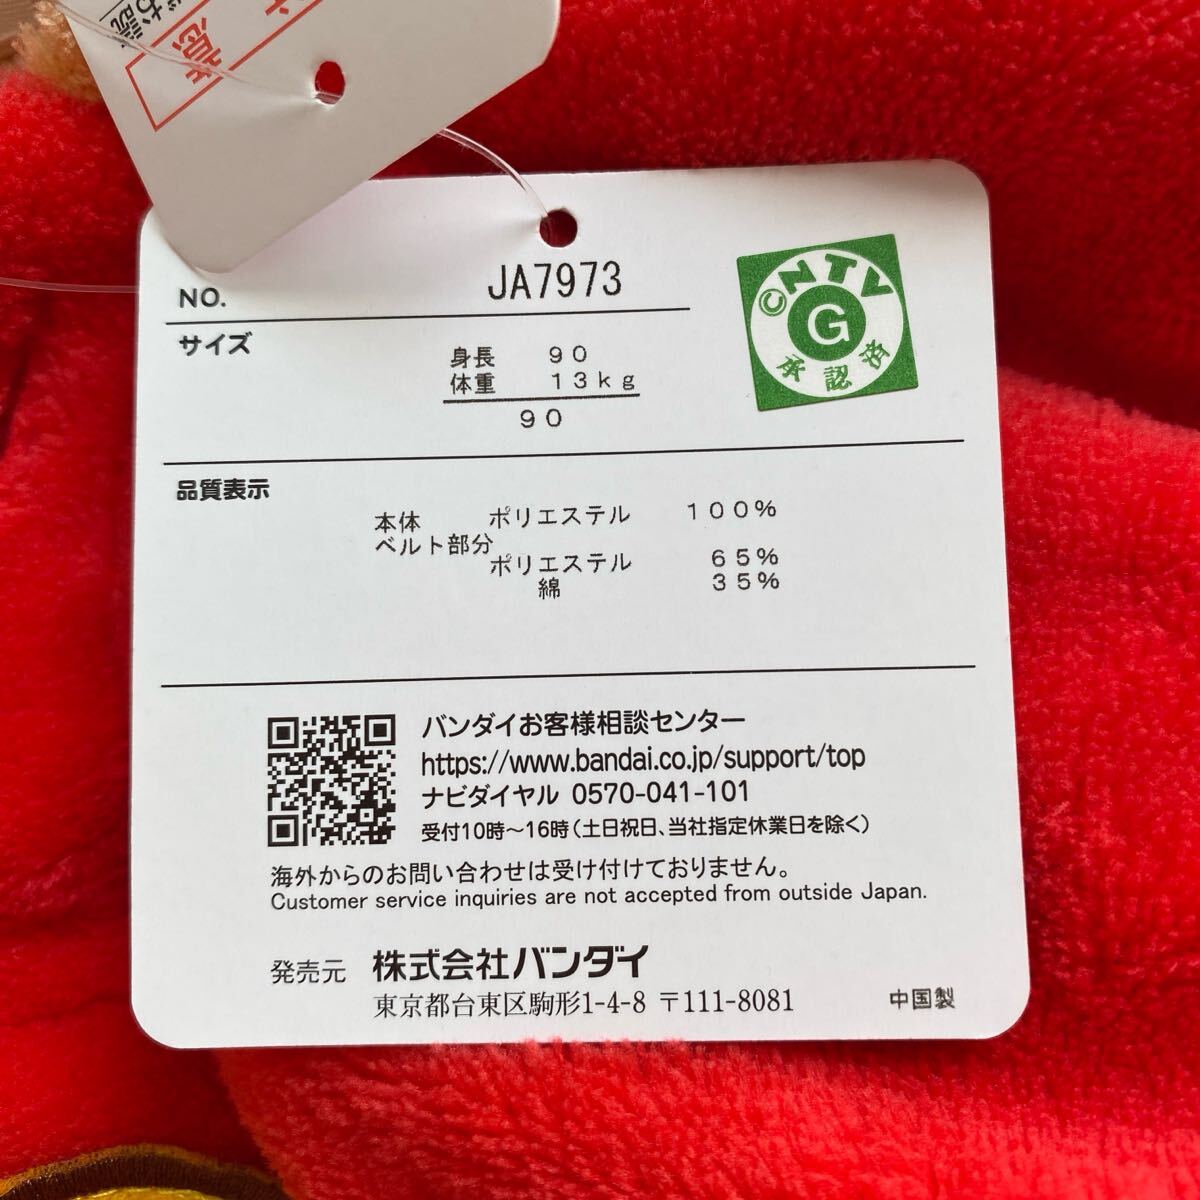 お読
注意
NO. JA7973
サイズ
身長 90
体重 13kg
90
©NTV
G
承認済
品質表示
本体 ポリエステル 100%
ベルト部分
ポリエステル 65%
綿 35%
バンダイお客様相談センター
https://www.bandai.co.jp/support/top
ナビダイヤル 0570-041-101
受付10時～16時(土日祝日、当社指定休業日を除く)
海外からのお問い合わせは受け付けておりません。
Customer service inquiries are not accepted from outside Japan.
発売元 株式会社バンダイ
東京都台東区駒形1-4-8 〒111-8081
中国製